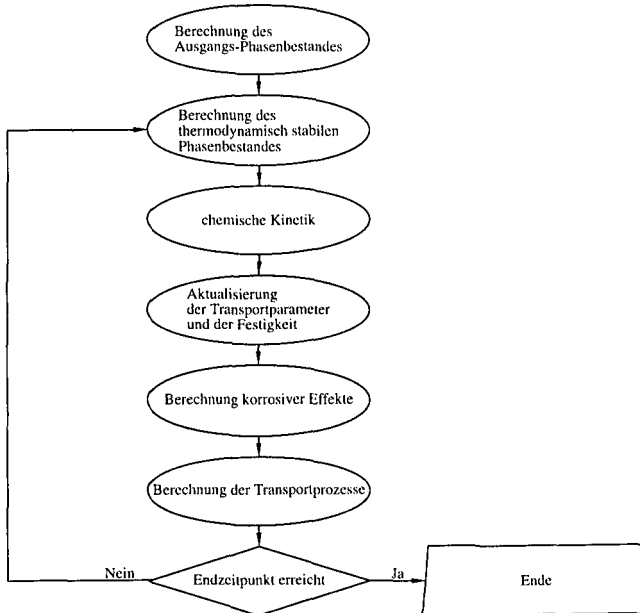 Berechnung des
Ausgangs-Phasenbestandes
Berechnung des
thermodynamisch stabilen
Phasenbestandes
chemische Kinetik
Aktualisierung
der Transportparameter
und der Festigkeit
Berechnung korrosiver Effekte
Berechnung der Transportprozesse
Nein
Endzeitpunkt erreicht
Ja
Ende